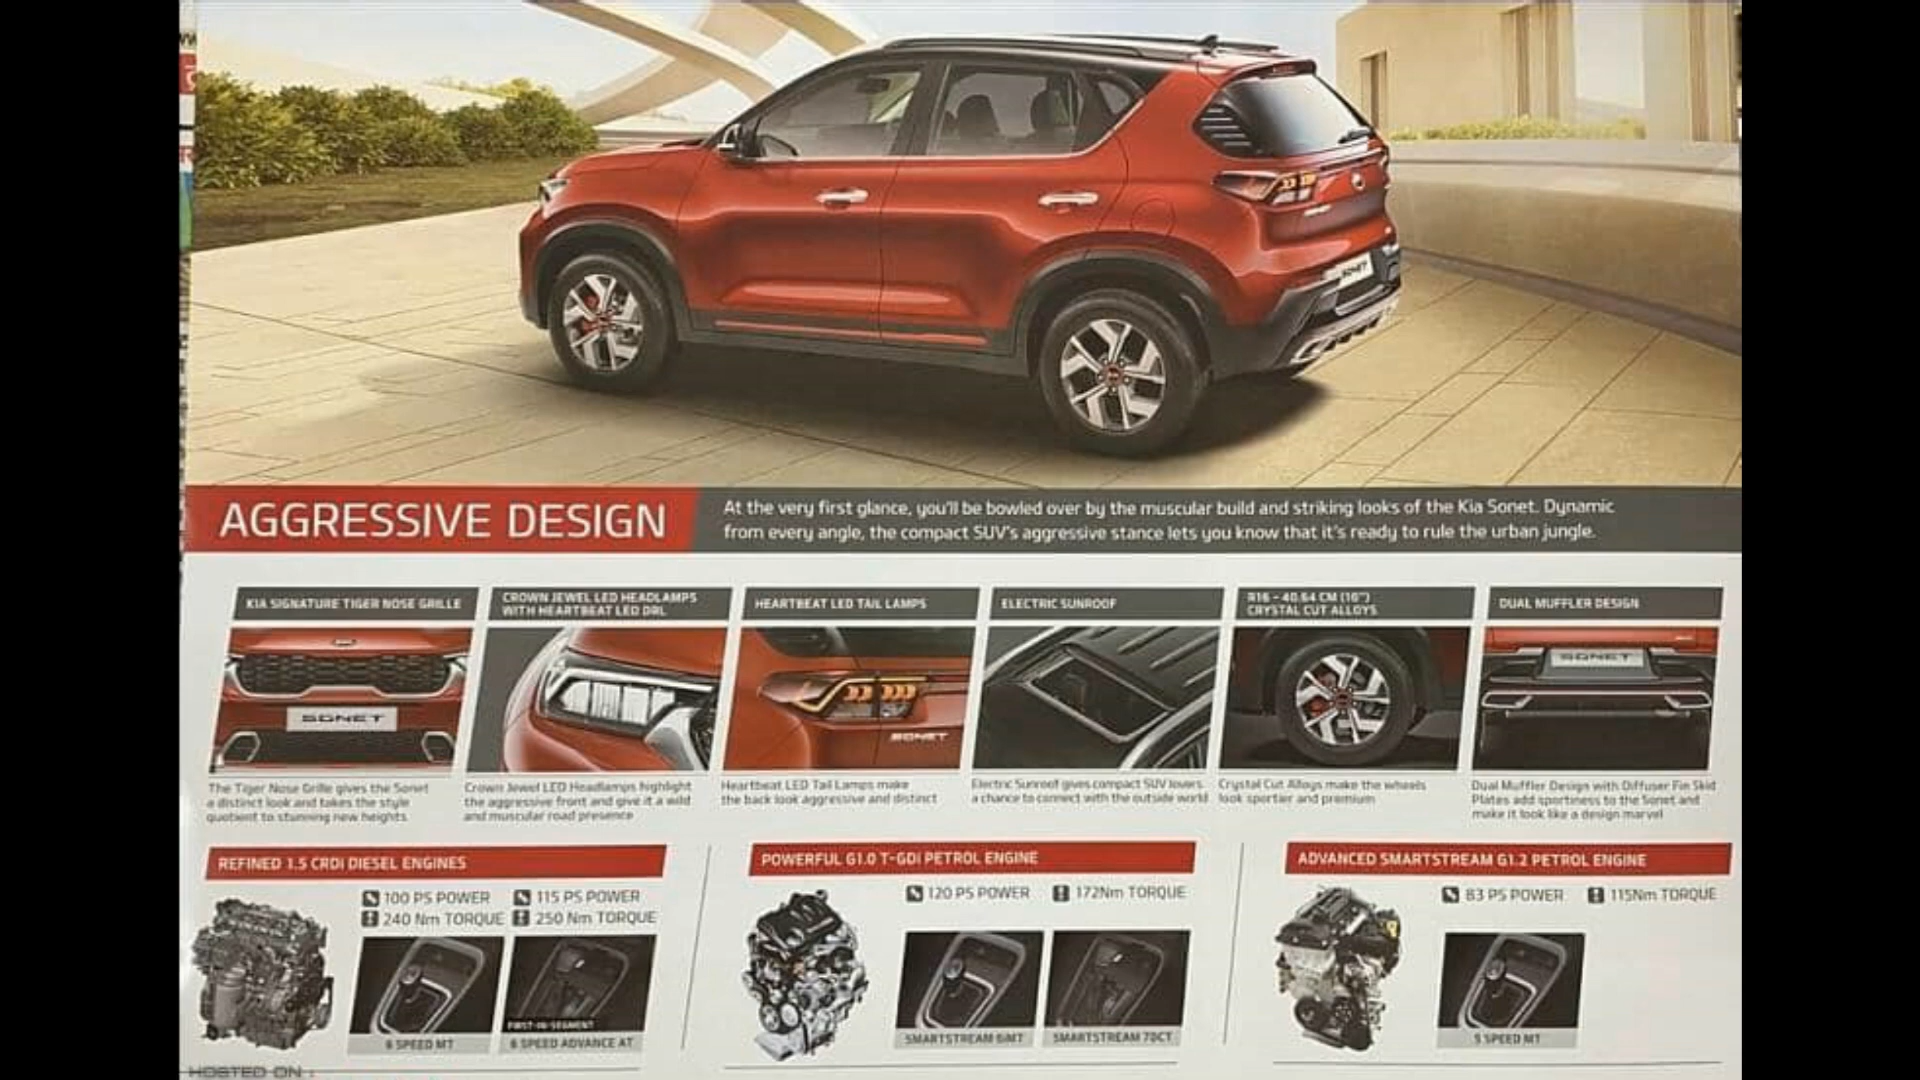 SONET
AGGRESSIVE DESIGN
At the very first glance, you'll be bowled over by the muscular build and striking looks of the Kia Sonet. Dynamic
from every angle, the compact SUV's aggressive stance lets you know that it's ready to rule the urban jungle.
KIA SIGNATURE TIGER NOSE GRILLE
SONET
The Tiger Nose Grille gives the Sonet
a distinct look and takes the style
quotient to stunning new heights
CROWN JEWEL LED HEADLAMPS
WITH HEARTBEAT LED DRL
Crown Jewel LED Headlamps highlight
the aggressive front and give it a wild
and muscular road presence
HEARTBEAT LED TAIL LAMPS
SONET
Heartbeat LED Tail Lamps make
the back look aggressive and distinct
ELECTRIC SUNROOF
Electric Sunroof gives compact SUV lovers
a chance to connect with the outside world
R16 - 40.64 CM (16")
CRYSTAL CUT ALLOYS
Crystal Cut Alloys make the wheels
look sportier and premium
DUAL MUFFLER DESIGN
SONET
Dual Muffler Design with Diffuser Fin Skid
Plates add sportiness to the Sonet and
make it look like a design marvel
REFINED 1.5 CRDi DIESEL ENGINES
100 PS POWER
240 Nm TORQUE
115 PS POWER
250 Nm TORQUE
6 SPEED MT
FIRST-IN-SEGMENT
6 SPEED ADVANCE AT
POWERFUL G1.0 T-GDi PETROL ENGINE
120 PS POWER
172Nm TORQUE
SMARTSTREAM 6iMT
SMARTSTREAM 7DCT
ADVANCED SMARTSTREAM G1.2 PETROL ENGINE
83 PS POWER
115Nm TORQUE
5 SPEED MT
HOSTED ON :